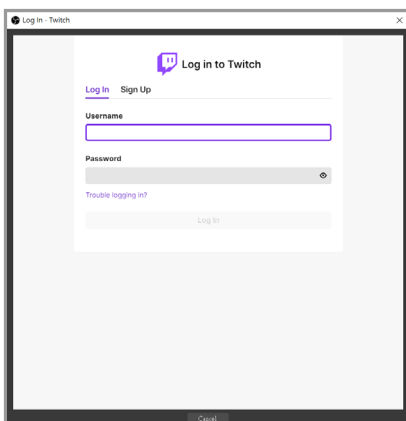 Log In - Twitch
Log in to Twitch
Log In Sign Up
Username
Password
Trouble logging in?
Log In
Cancel